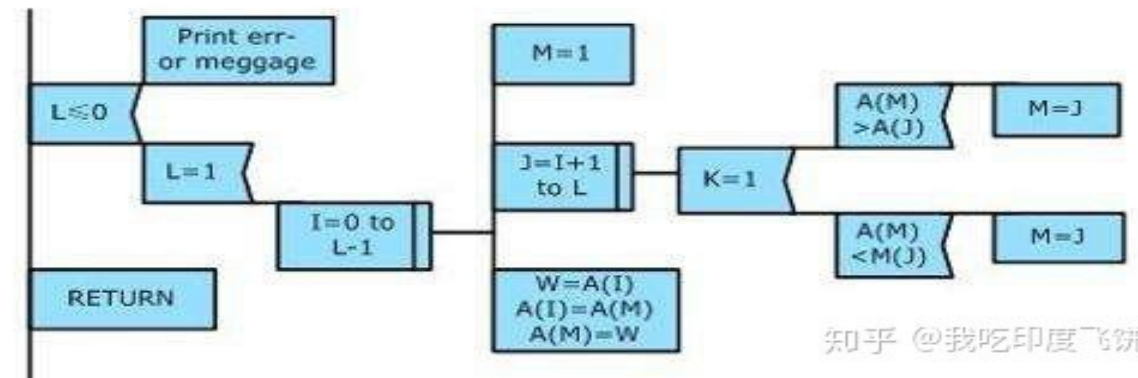 Print err-
or meggage
L≤0
L=1
I=0 to
L-1
M=1
J=I+1
to L
K=1
A(M)
>A(J)
M=J
A(M)
<M(J)
M=J
W=A(I)
A(I)=A(M)
A(M)=W
RETURN
知乎 @我吃印度飞饼